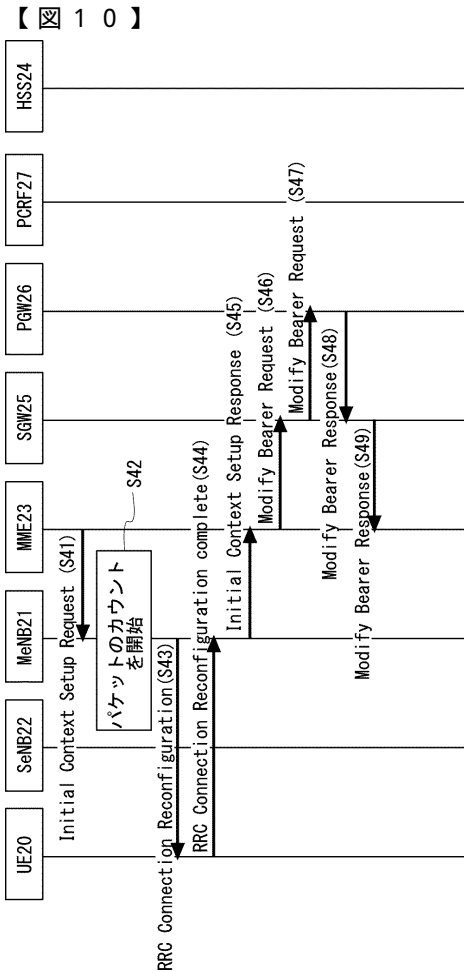 【図１０】
UE20
SeNB22
MeNB21
MME23
SGW25
PGW26
PCRF27
HSS24
Initial Context Setup Request (S41)
パケットのカウント
を開始
S42
RRC Connection Reconfiguration(S43)
RRC Connection Reconfiguration complete(S44)
Initial Context Setup Response (S45)
Modify Bearer Request (S46)
Modify Bearer Request (S47)
Modify Bearer Response(S48)
Modify Bearer Response(S49)